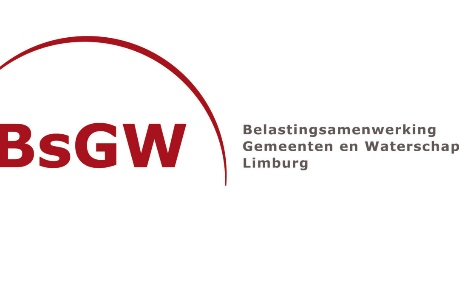 BsGW
Belastingsamenwerking
Gemeenten en Waterschap
Limburg